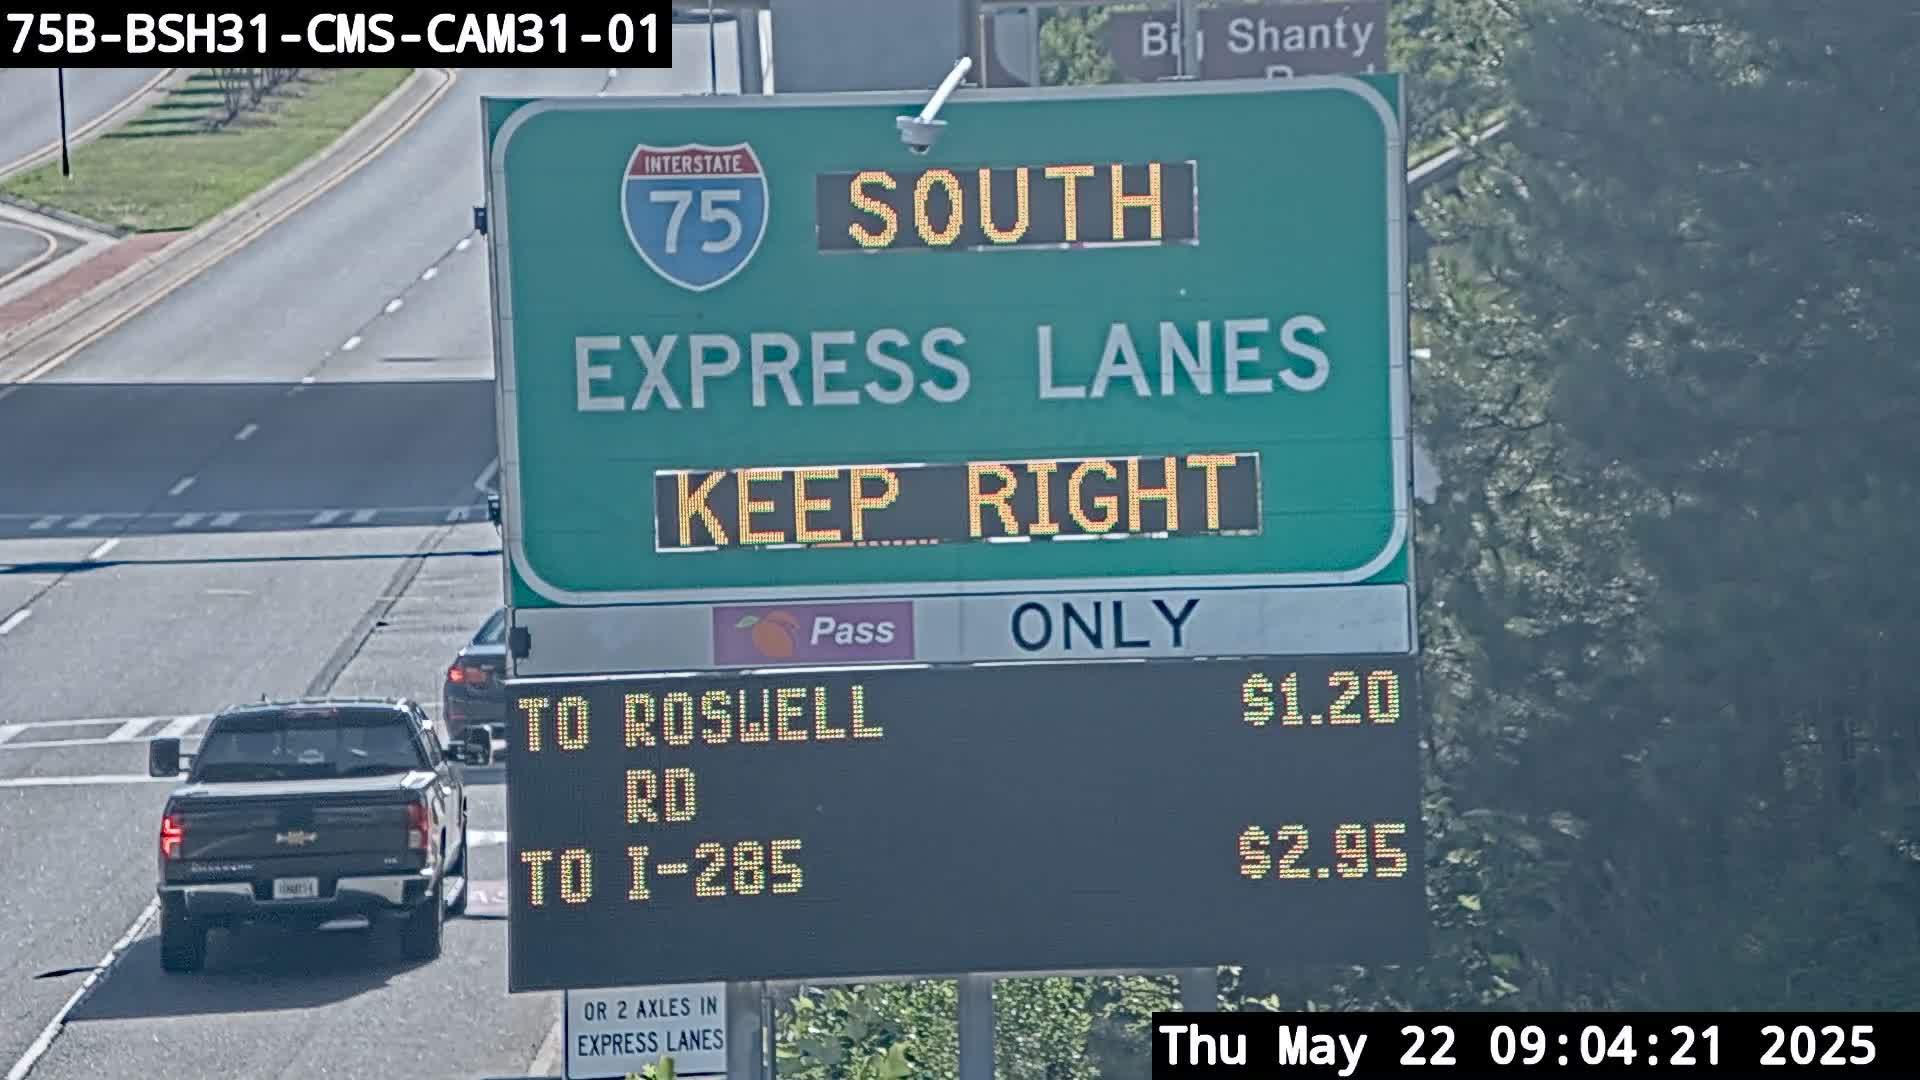 75B-BSH31-CMS-CAM31-01
Big Shanty
INTERSTATE
75
SOUTH
EXPRESS LANES
KEEP RIGHT
Pass ONLY
TO ROSWELL $1.20
RD
TO I-285 $2.95
OR 2 AXLES IN
EXPRESS LANES
Thu May 22 09:04:21 2025